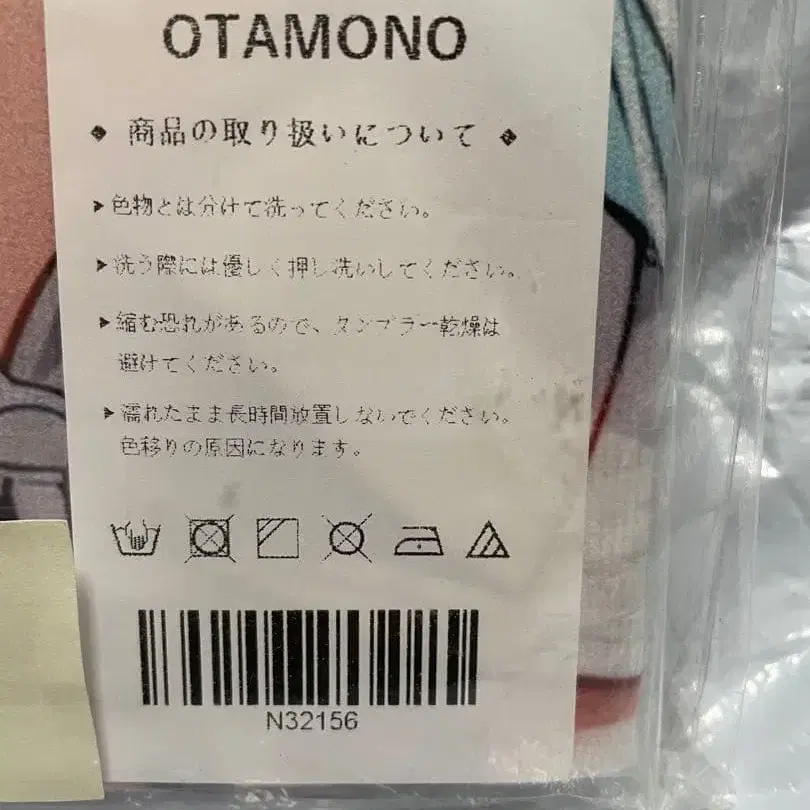 OTAMONO
◆ 商品の取り扱いについて ◆
▶色物とは分けて洗ってください。
▶洗う際には優しく押し洗いしてください。
▶縮む恐れがあるので、タンブラー乾燥は
避けてください。
▶濡れたまま長時間放置しないでください。
色移りの原因になります。
N32156